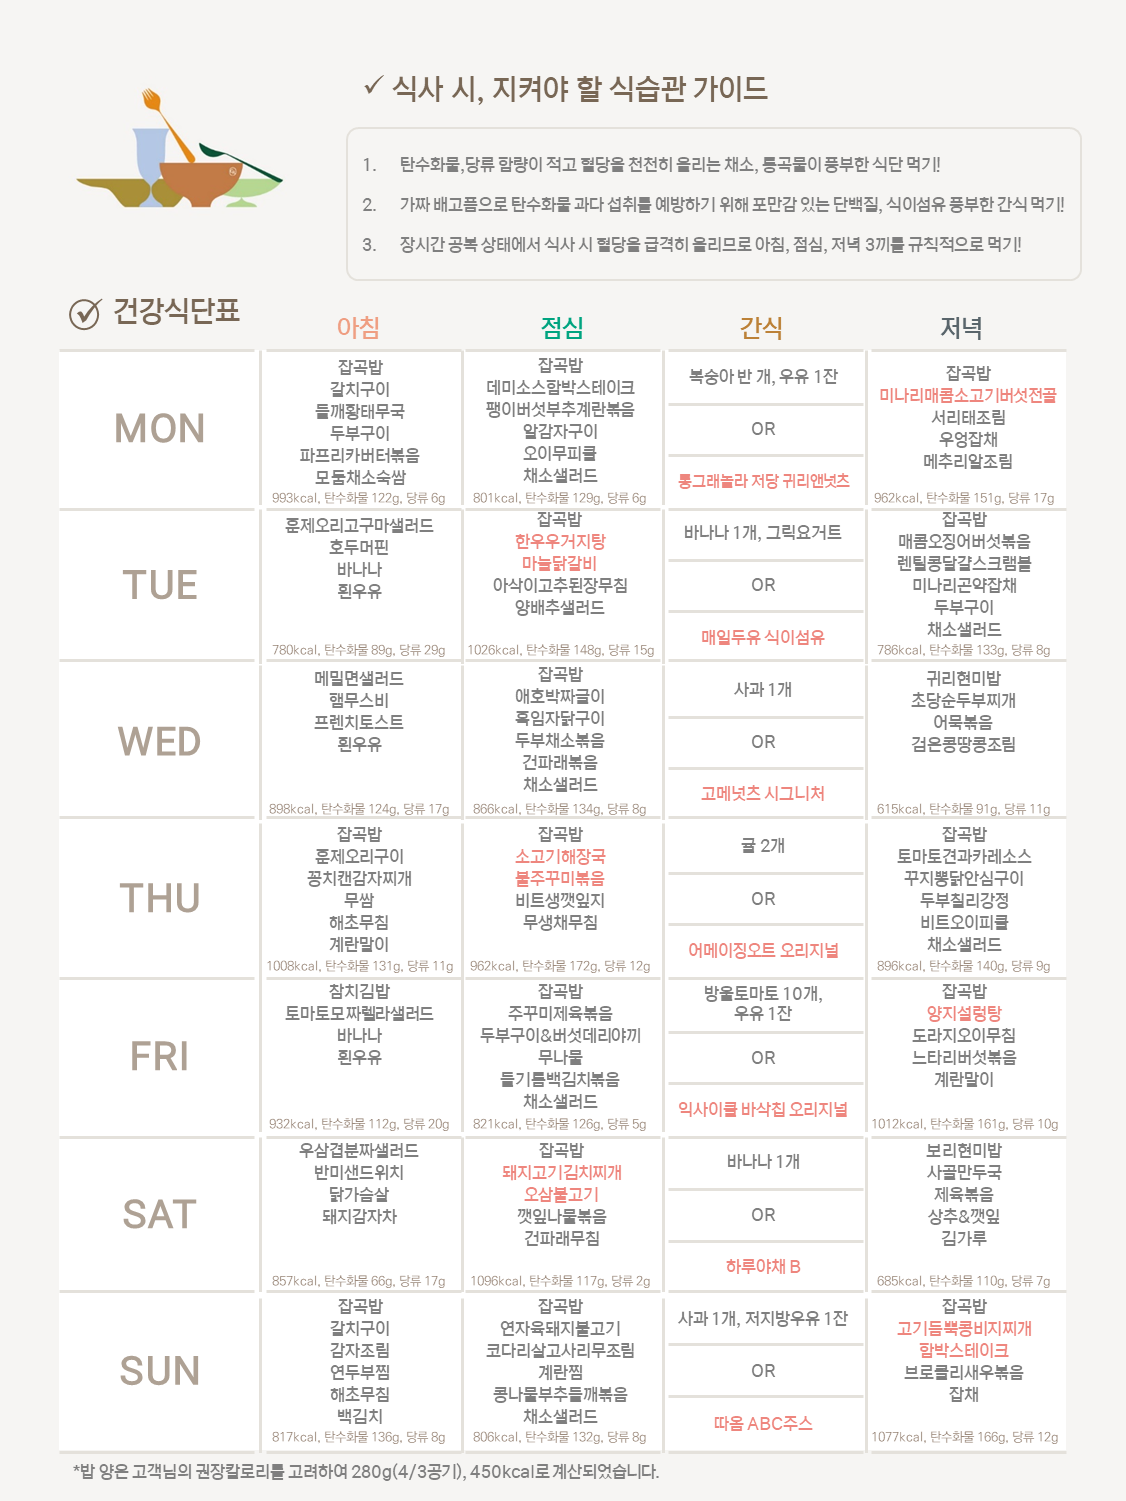 식사 시, 지켜야 할 식습관 가이드
1. 탄수화물,당류 함량이 적고 혈당을 천천히 올리는 채소, 통곡물이 풍부한 식단 먹기!
2. 가짜 배고픔으로 탄수화물 과다 섭취를 예방하기 위해 포만감 있는 단백질, 식이섬유 풍부한 간식 먹기!
3. 장시간 공복 상태에서 식사 시 혈당을 급격히 올리므로 아침, 점심, 저녁 3끼를 규칙적으로 먹기!
건강식단표
아침
점심
간식
저녁
MON
잡곡밥
갈치구이
들깨황태무국
두부구이
파프리카버터볶음
모둠채소숙쌈
993kcal, 탄수화물 122g, 당류 6g
잡곡밥
데미소스함박스테이크
팽이버섯부추계란볶음
알감자구이
오이무피클
채소샐러드
801kcal, 탄수화물 129g, 당류 6g
복숭아 반 개, 우유 1잔
OR
통그래놀라 저당 귀리앤넛츠
잡곡밥
미나리매콤소고기버섯전골
서리태조림
우엉잡채
메추리알조림
962kcal, 탄수화물 151g, 당류 17g
TUE
훈제오리고구마샐러드
호두머핀
바나나
흰우유
780kcal, 탄수화물 89g, 당류 29g
잡곡밥
한우우거지탕
마늘닭갈비
아삭이고추된장무침
양배추샐러드
1026kcal, 탄수화물 148g, 당류 15g
바나나 1개, 그릭요거트
OR
매일두유 식이섬유
잡곡밥
매콤오징어버섯볶음
렌틸콩달걀스크램블
미나리곤약잡채
두부구이
채소샐러드
786kcal, 탄수화물 133g, 당류 8g
WED
메밀면샐러드
햄무스비
프렌치토스트
흰우유
898kcal, 탄수화물 124g, 당류 17g
잡곡밥
애호박짜글이
흑임자닭구이
두부채소볶음
건파래볶음
채소샐러드
866kcal, 탄수화물 134g, 당류 8g
사과 1개
OR
고메넛츠 시그니처
귀리현미밥
초당순두부찌개
어묵볶음
검은콩땅콩조림
615kcal, 탄수화물 91g, 당류 11g
THU
잡곡밥
훈제오리구이
꽁치캔감자찌개
무쌈
해초무침
계란말이
1008kcal, 탄수화물 131g, 당류 11g
잡곡밥
소고기해장국
불주꾸미볶음
비트생깻잎지
무생채무침
962kcal, 탄수화물 172g, 당류 12g
귤 2개
OR
어메이징오트 오리지널
잡곡밥
토마토견과카레소스
꾸지뽕닭안심구이
두부칠리강정
비트오이피클
채소샐러드
896kcal, 탄수화물 140g, 당류 9g
FRI
참치김밥
토마토모짜렐라샐러드
바나나
흰우유
932kcal, 탄수화물 112g, 당류 20g
잡곡밥
주꾸미제육볶음
두부구이&버섯데리야끼
무나물
들기름백김치볶음
채소샐러드
821kcal, 탄수화물 126g, 당류 5g
방울토마토 10개,
우유 1잔
OR
익사이클 바삭칩 오리지널
잡곡밥
양지설렁탕
도라지오이무침
느타리버섯볶음
계란말이
1012kcal, 탄수화물 161g, 당류 10g
SAT
우삼겹분짜샐러드
반미샌드위치
닭가슴살
돼지감자차
857kcal, 탄수화물 66g, 당류 17g
잡곡밥
돼지고기김치찌개
오삼불고기
깻잎나물볶음
건파래무침
1096kcal, 탄수화물 117g, 당류 2g
바나나 1개
OR
하루야채 B
보리현미밥
사골만두국
제육볶음
상추&깻잎
김가루
685kcal, 탄수화물 110g, 당류 7g
SUN
잡곡밥
갈치구이
감자조림
연두부찜
해초무침
백김치
817kcal, 탄수화물 136g, 당류 8g
잡곡밥
연자육돼지불고기
코다리살고사리무조림
계란찜
콩나물부추들깨볶음
채소샐러드
806kcal, 탄수화물 132g, 당류 8g
사과 1개, 저지방우유 1잔
OR
따옴 ABC주스
잡곡밥
고기듬뿍콩비지찌개
함박스테이크
브로콜리새우볶음
잡채
1077kcal, 탄수화물 166g, 당류 12g
*밥 양은 고객님의 권장칼로리를 고려하여 280g(4/3공기), 450kcal로 계산되었습니다.